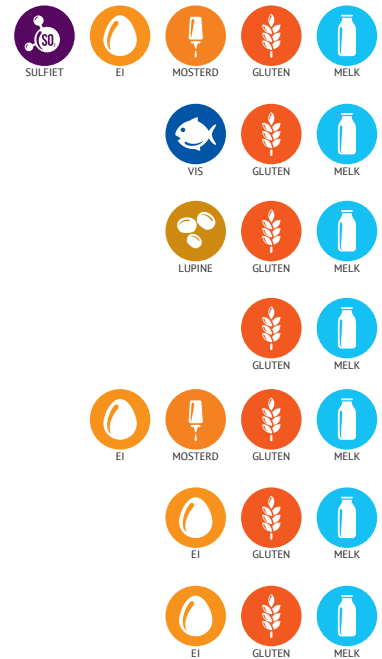 SO₂
SULFIET EI MOSTERD GLUTEN MELK
VIS GLUTEN MELK
LUPINE GLUTEN MELK
GLUTEN MELK
EI MOSTERD GLUTEN MELK
EI GLUTEN MELK
EI GLUTEN MELK